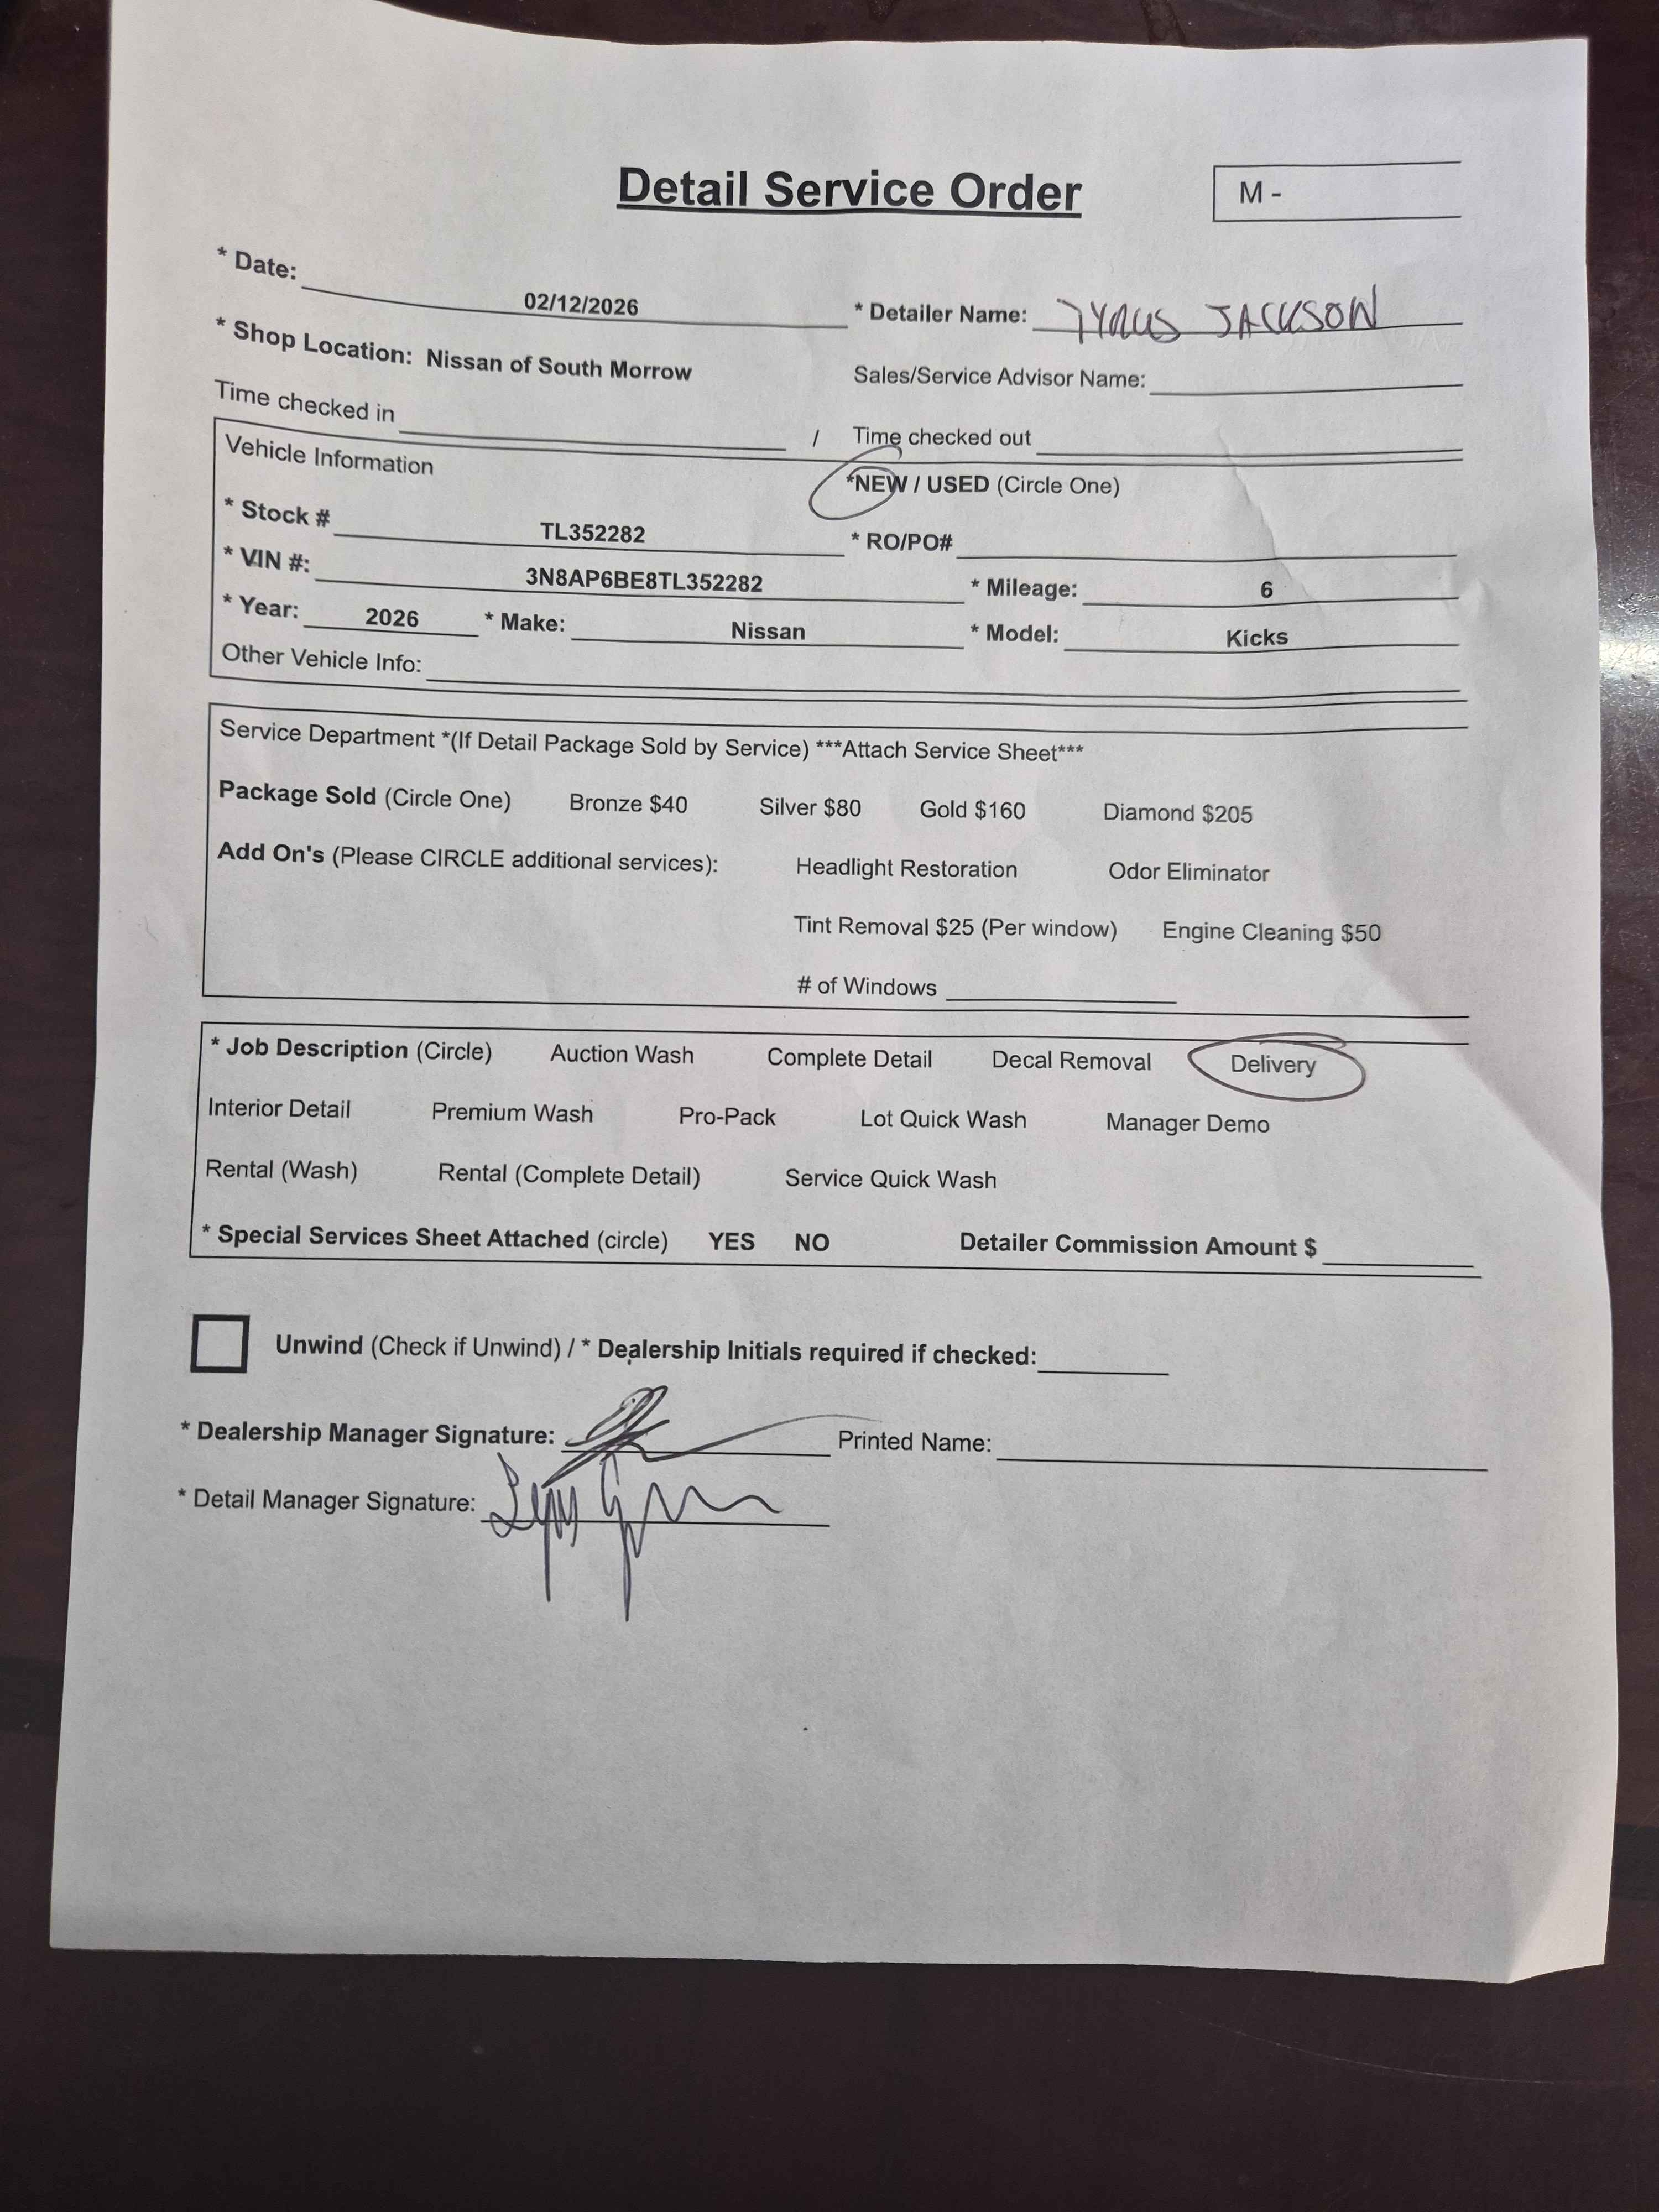 Detail Service Order
M -
* Date: 02/12/2026
* Detailer Name: TYRUS JACKSON
* Shop Location: Nissan of South Morrow
Sales/Service Advisor Name:
Time checked in / Time checked out
Vehicle Information
*NEW / USED (Circle One)
* Stock # TL352282
* RO/PO#
* VIN #: 3N8AP6BE8TL352282
* Mileage: 6
* Year: 2026 * Make: Nissan * Model: Kicks
Other Vehicle Info:
Service Department *(If Detail Package Sold by Service) ***Attach Service Sheet***
Package Sold (Circle One) Bronze $40 Silver $80 Gold $160 Diamond $205
Add On's (Please CIRCLE additional services): Headlight Restoration Odor Eliminator
Tint Removal $25 (Per window) Engine Cleaning $50
# of Windows
* Job Description (Circle) Auction Wash Complete Detail Decal Removal Delivery
Interior Detail Premium Wash Pro-Pack Lot Quick Wash Manager Demo
Rental (Wash) Rental (Complete Detail) Service Quick Wash
* Special Services Sheet Attached (circle) YES NO Detailer Commission Amount $
Unwind (Check if Unwind) / * Dealership Initials required if checked:
* Dealership Manager Signature: Printed Name:
* Detail Manager Signature: